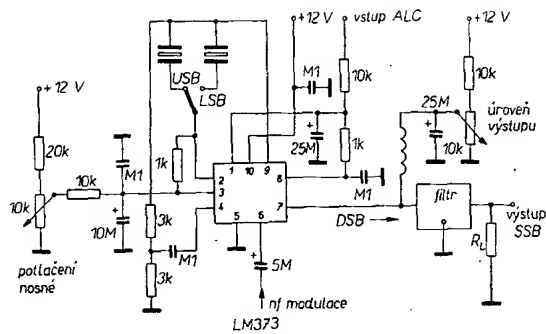 +12 V
vstup ALC
+12 V
USB
LSB
M1
10k
10k
+12 V
25M
úroveň
výstupu
20k
M1
1k
+
25M
1k
+
10k
1
10
9
10k
2
8
M1
10k
3
7
filtr
+
10M
4
DSB
výstup
SSB
3k
5
6
M1
potlačení
nosné
3k
+
5M
RL
nf modulace
LM373